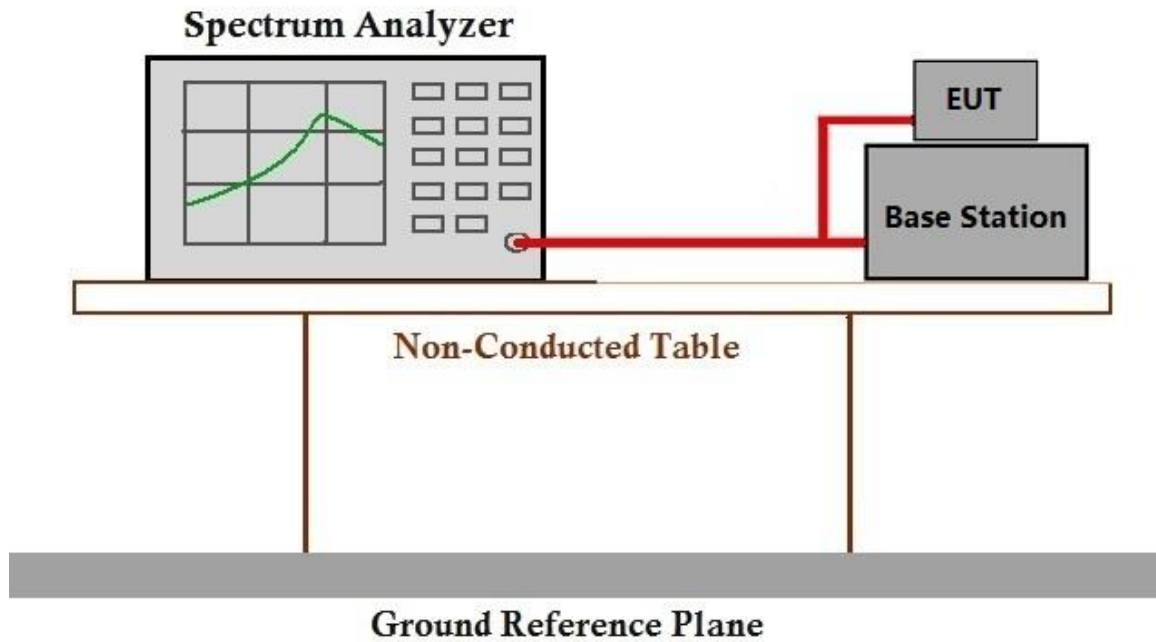 Spectrum Analyzer
EUT
Base Station
Non-Conducted Table
Ground Reference Plane